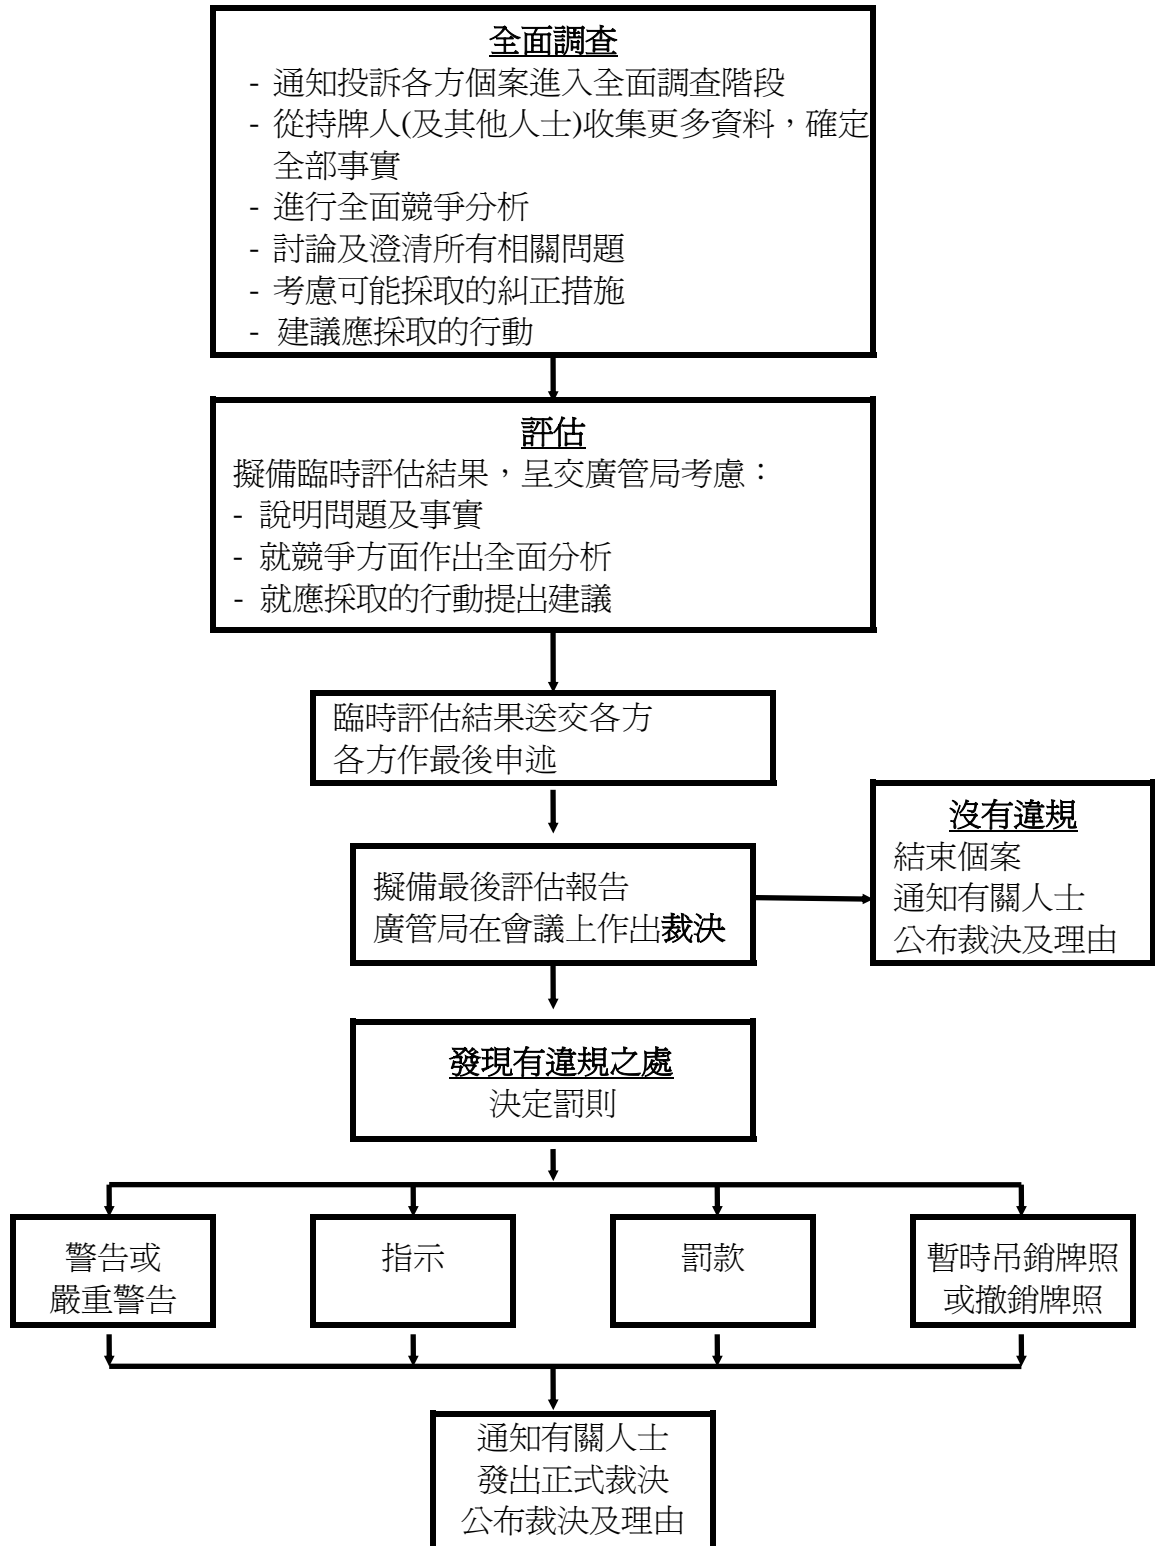 全面調查
- 通知投訴各方個案進入全面調查階段
- 從持牌人(及其他人士)收集更多資料，確定
全部事實
- 進行全面競爭分析
- 討論及澄清所有相關問題
- 考慮可能採取的糾正措施
- 建議應採取的行動
評估
擬備臨時評估結果，呈交廣管局考慮：
- 說明問題及事實
- 就競爭方面作出全面分析
- 就應採取的行動提出建議
臨時評估結果送交各方
各方作最後申述
擬備最後評估報告
廣管局在會議上作出裁決
沒有違規
結束個案
通知有關人士
公布裁決及理由
發現有違規之處
決定罰則
警告或
嚴重警告
指示
罰款
暫時吊銷牌照
或撤銷牌照
通知有關人士
發出正式裁決
公布裁決及理由